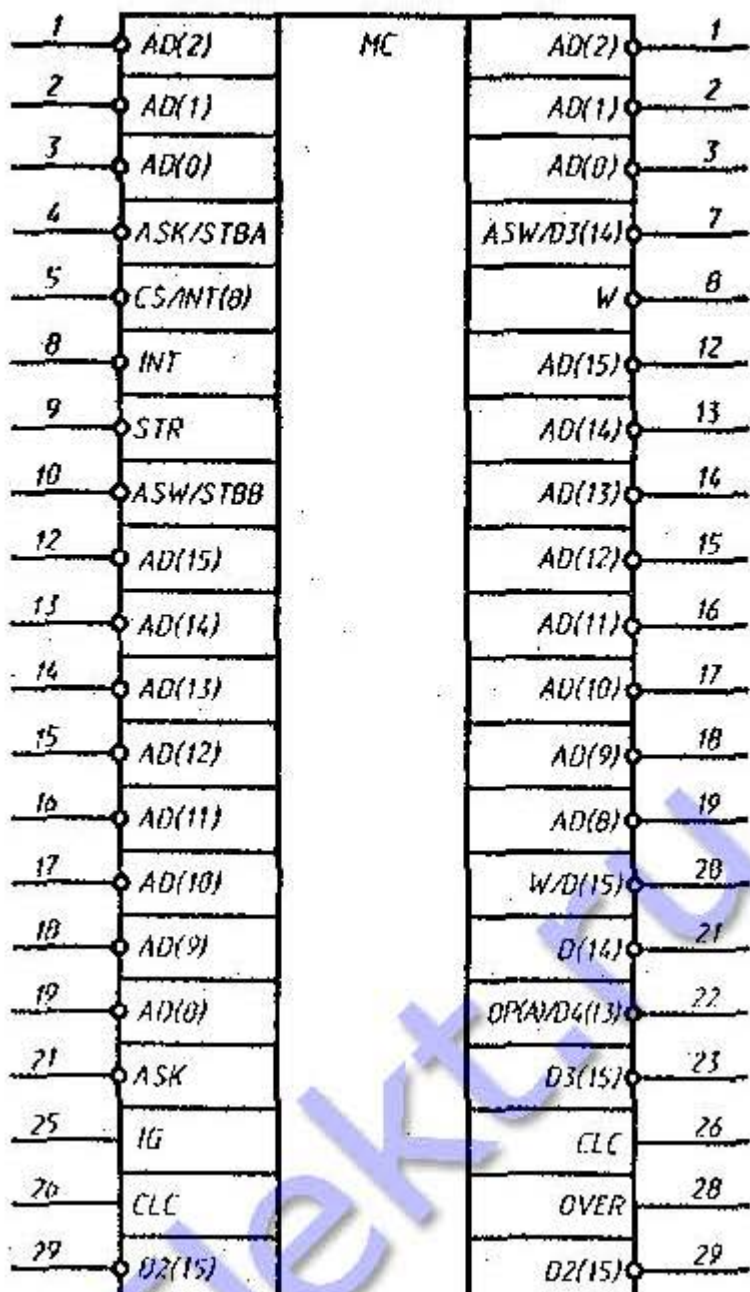 1 AD(2) MC AD(2) 1
2 AD(1) AD(1) 2
3 AD(0) AD(0) 3
4 ASK/STBA ASW/D3(14) 7
5 CS/INT(8) W 8
8 INT AD(15) 12
9 STR AD(14) 13
10 ASW/STBB AD(13) 14
12 AD(15) AD(12) 15
13 AD(14) AD(11) 16
14 AD(13) AD(10) 17
15 AD(12) AD(9) 18
16 AD(11) AD(8) 19
17 AD(10) W/D(15) 20
18 AD(9) D(14) 21
19 AD(8) OP(A)/D4(13) 22
21 ASK D3(15) 23
25 IG CLC 26
26 CLC OVER 28
29 D2(15) D2(15) 29
lekt.ru